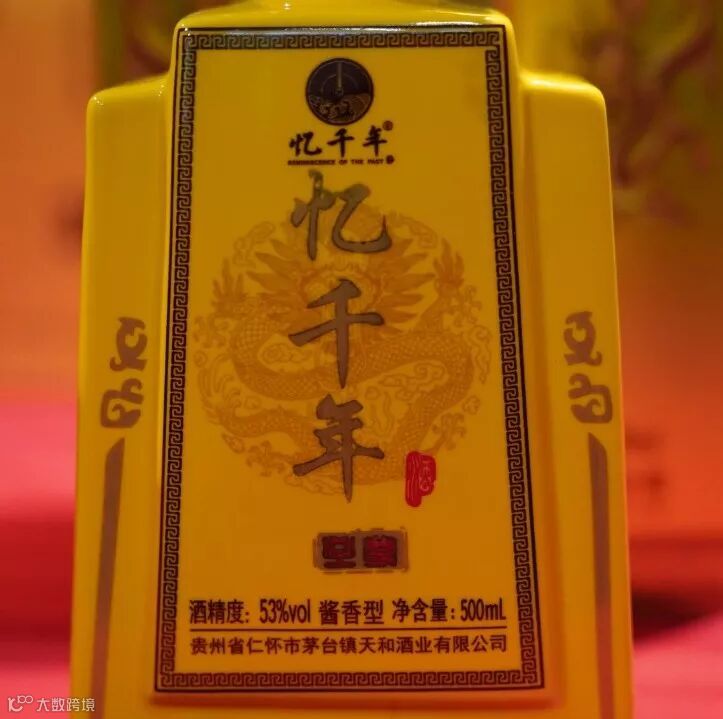 忆千年®
REMINISCENCE OF THE PAST
忆
千
年
酒
酒精度: 53%vol 酱香型 净含量: 500mL
贵州省仁怀市茅台镇天和酒业有限公司
大数跨境